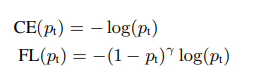 CE(pₜ) = − log(pₜ)
FL(pₜ) = −(1 − pₜ)ᵞ log(pₜ)